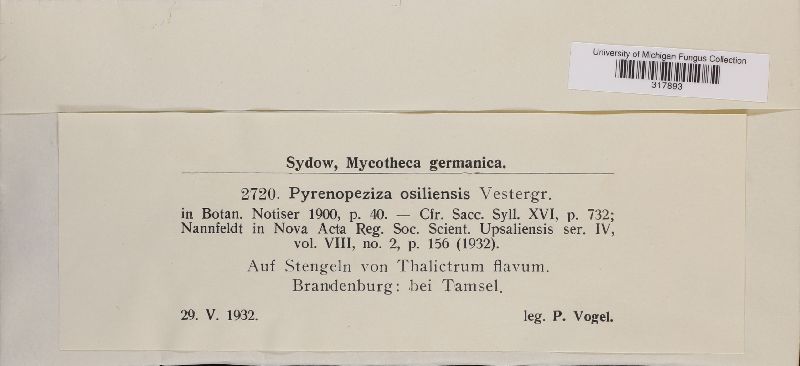 University of Michigan Fungus Collection
317893
Sydow, Mycotheca germanica.
2720. Pyrenopeziza osiliensis Vestergr.
in Botan. Notiser 1900, p. 40. — Cfr. Sacc. Syll. XVI, p. 732;
Nannfeldt in Nova Acta Reg. Soc. Scient. Upsaliensis ser. IV,
vol. VIII, no. 2, p. 156 (1932).
Auf Stengeln von Thalictrum flavum.
Brandenburg: bei Tamsel.
29. V. 1932. leg. P. Vogel.